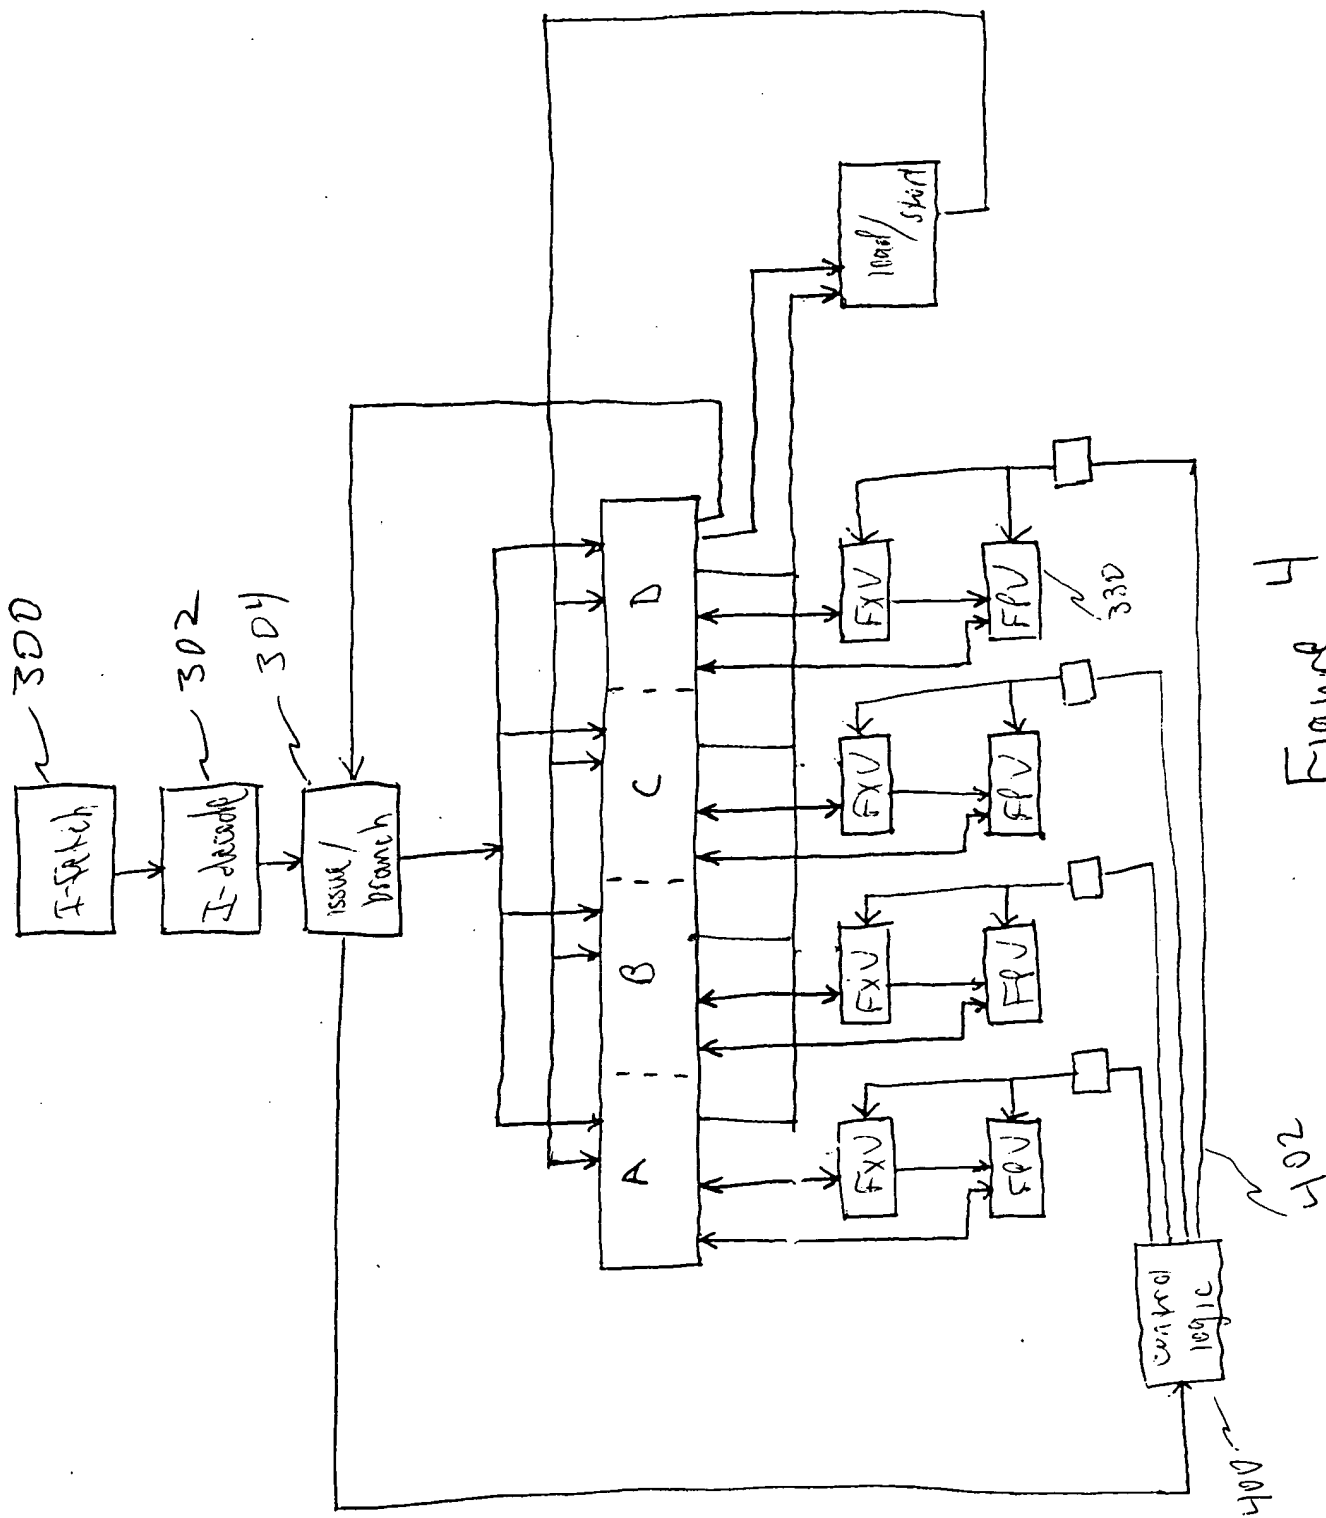 300
I-fetch
302
I-decode
304
issue/
branch
A
B
C
D
load/
store
FXU
FXU
FXU
FXU
FPU
FPU
FPU
FPU
330
control
logic
400
402
Figure 4